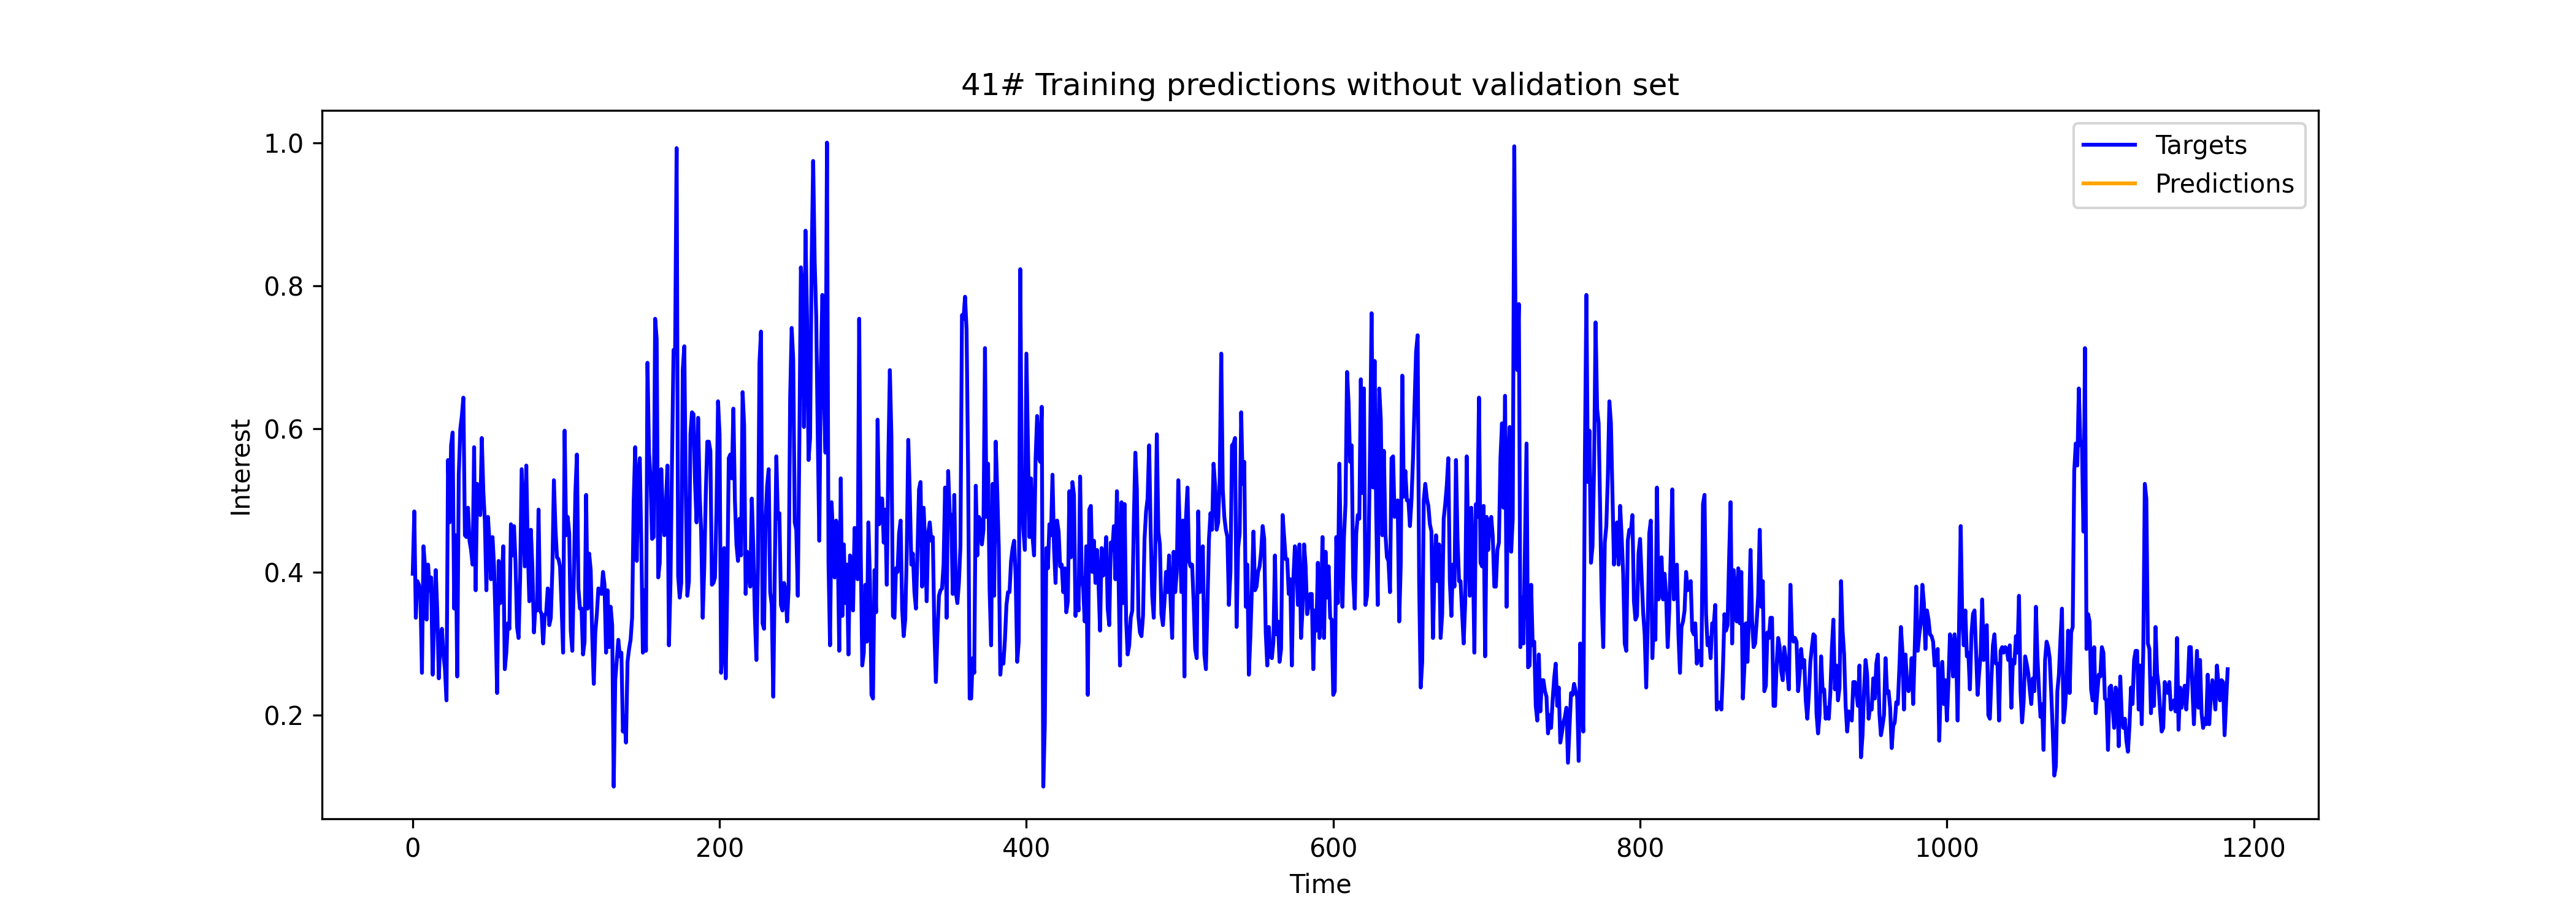 41# Training predictions without validation set
Targets
Predictions
Interest
1.0
0.8
0.6
0.4
0.2
0 200 400 600 800 1000 1200
Time